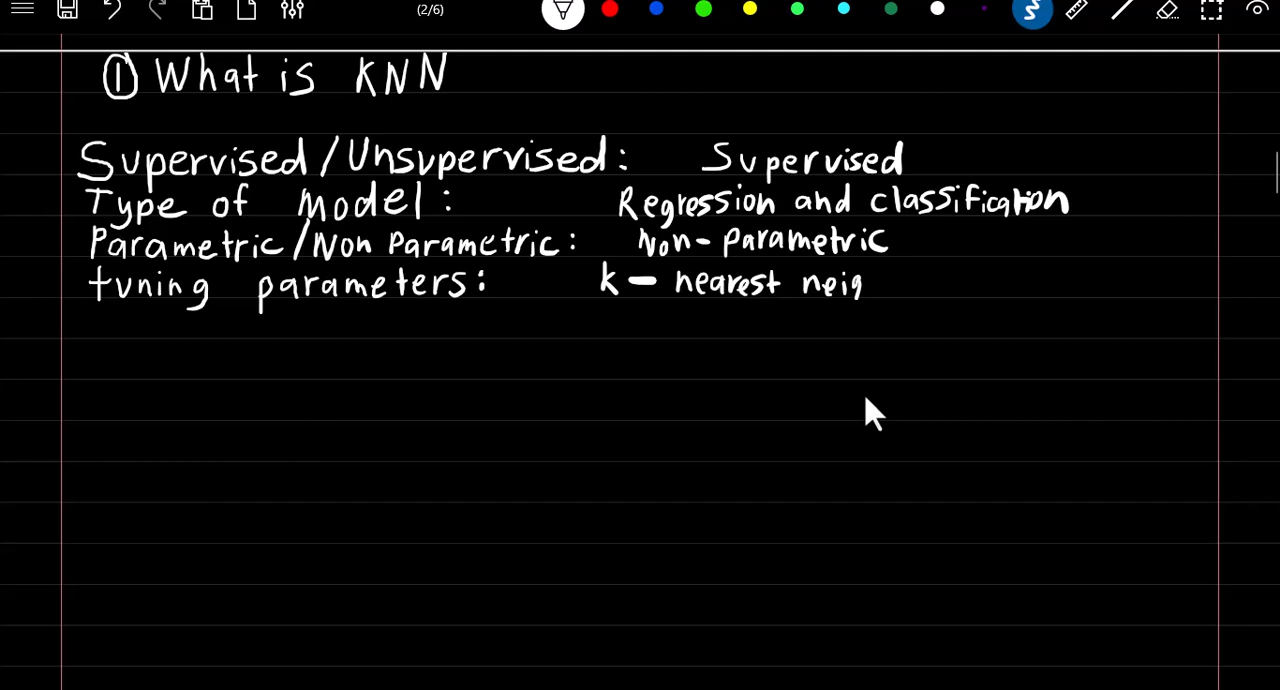 (2/6)
① What is KNN
Supervised/Unsupervised: Supervised
Type of Model: Regression and classification
Parametric/Non Parametric: Non-parametric
tuning parameters: k - nearest neig